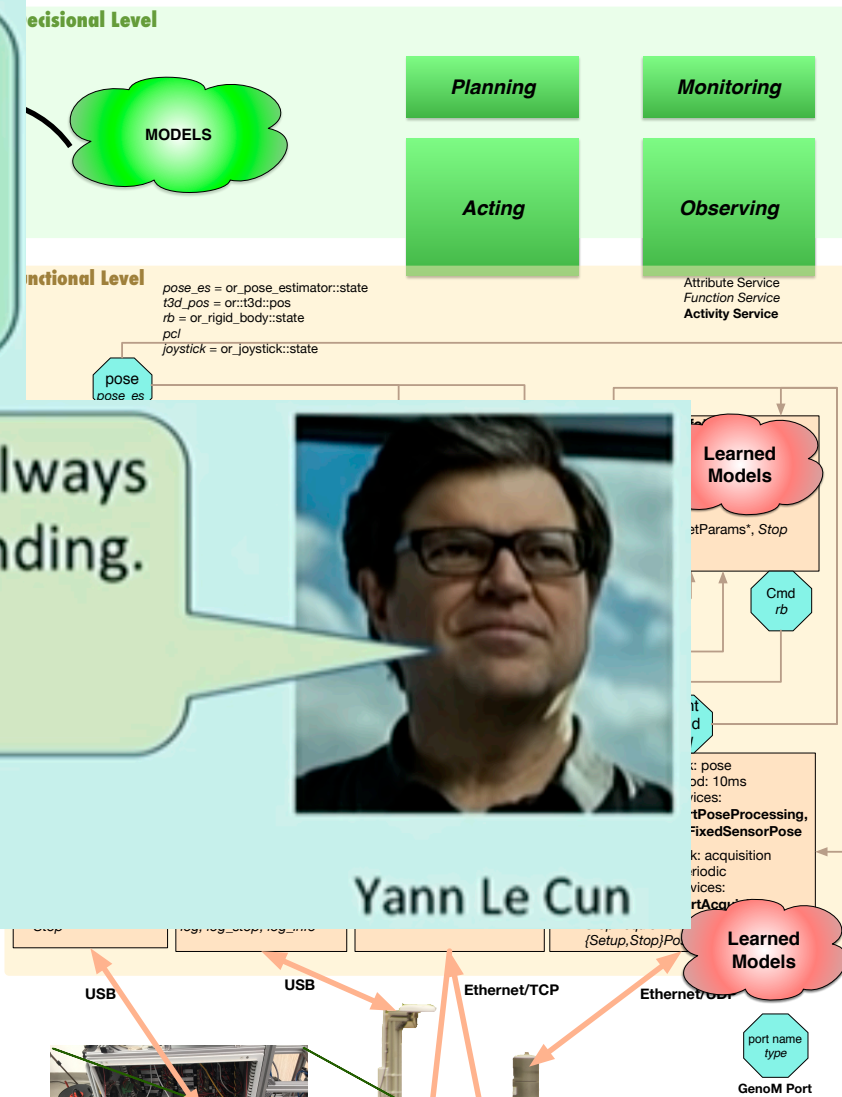 ecisional Level
MODELS
Planning
Monitoring
Acting
Observing
nctional Level
pose_es = or_pose_estimator::state
t3d_pos = or::t3d::pos
rb = or_rigid_body::state
pcl
joystick = or_joystick::state
Attribute Service
Function Service
Activity Service
pose
pose_es
lways
nding.
Learned
Models
etParams*, Stop
Cmd
rb
nt
d
k: pose
od: 10ms
vices:
rtPoseProcessing,
FixedSensorPose
k: acquisition
eriodic
vices:
rtAcqu
Yann Le Cun
Stop
log, log_stop, log_info
{Setup,Stop}Po
Learned
Models
USB
USB
Ethernet/TCP
Ethernet/UDP
port name
type
GenoM Port